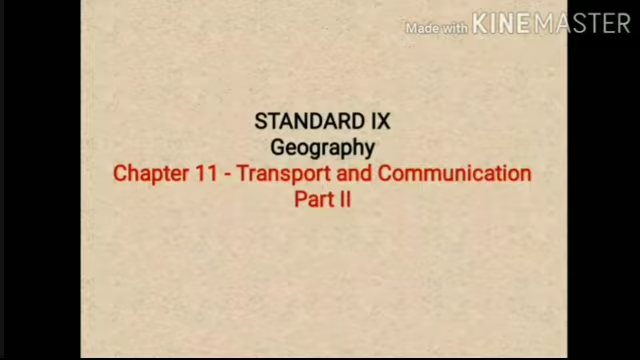 Made with KINEMASTER
STANDARD IX
Geography
Chapter 11 - Transport and Communication
Part II